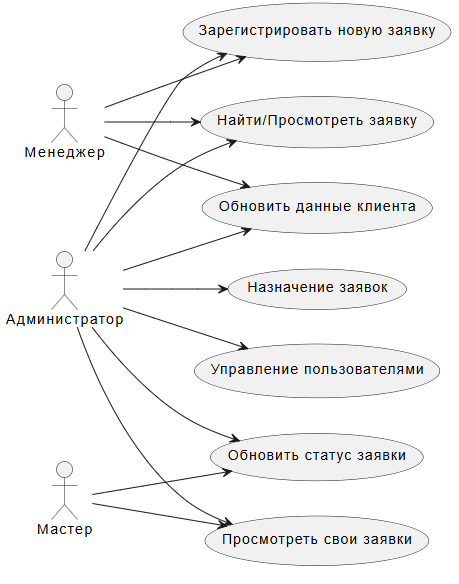 Зарегистрировать новую заявку
Найти/Просмотреть заявку
Менеджер
Обновить данные клиента
Назначение заявок
Администратор
Управление пользователями
Обновить статус заявки
Мастер
Просмотреть свои заявки